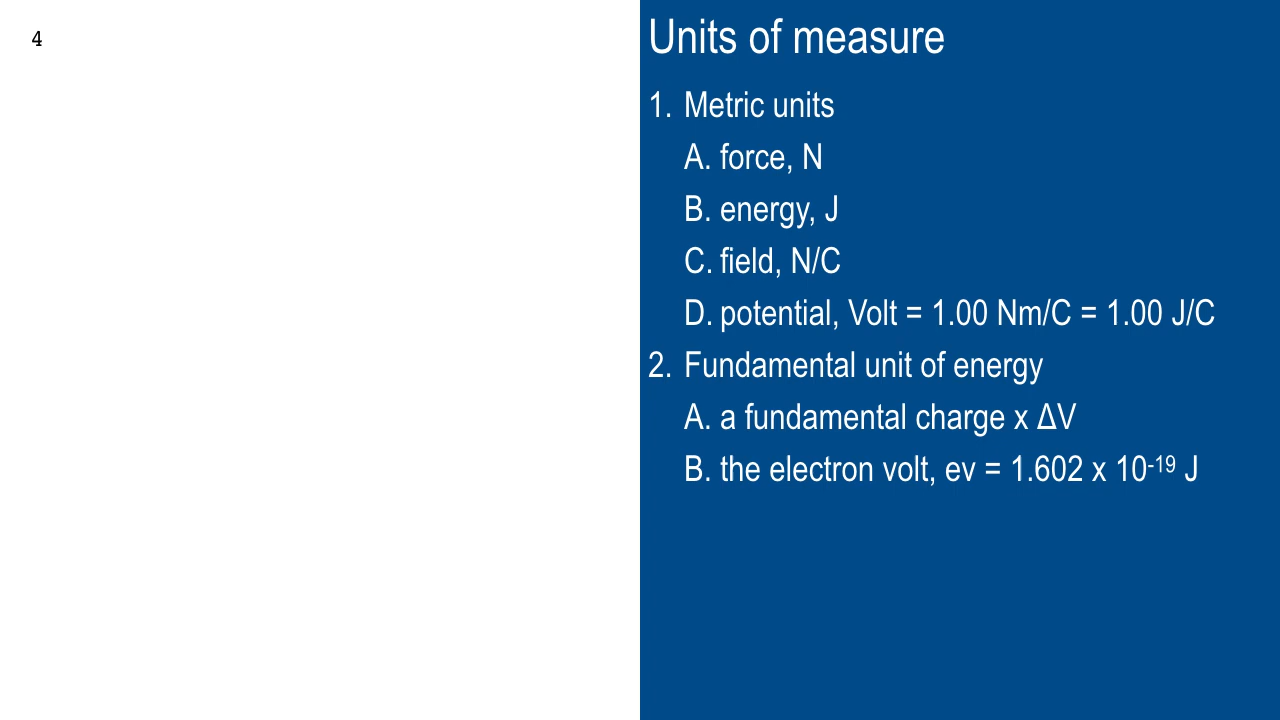 4
Units of measure
1. Metric units
A. force, N
B. energy, J
C. field, N/C
D. potential, Volt = 1.00 Nm/C = 1.00 J/C
2. Fundamental unit of energy
A. a fundamental charge x ΔV
B. the electron volt, ev = 1.602 x 10⁻¹⁹ J